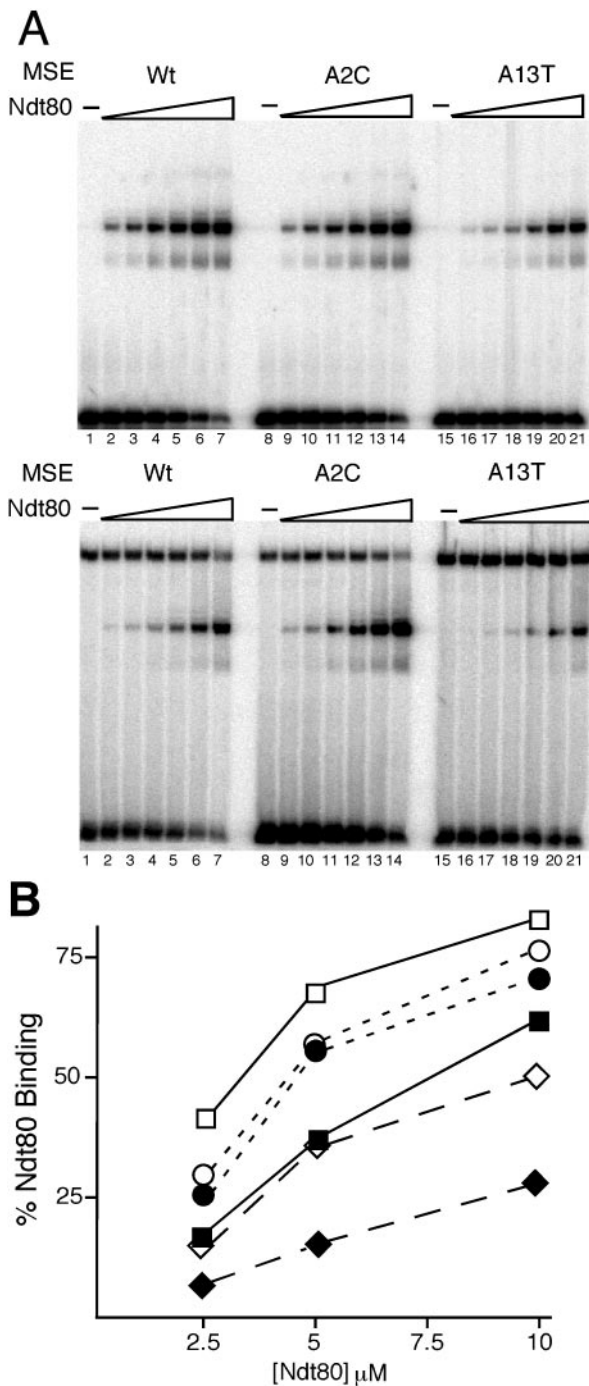 A
MSE Wt A2C A13T
Ndt80 – – –
1 2 3 4 5 6 7 8 9 10 11 12 13 14 15 16 17 18 19 20 21
MSE Wt A2C A13T
Ndt80 – – –
1 2 3 4 5 6 7 8 9 10 11 12 13 14 15 16 17 18 19 20 21
B
% Ndt80 Binding
75
50
25
2.5 5 7.5 10
[Ndt80] μM